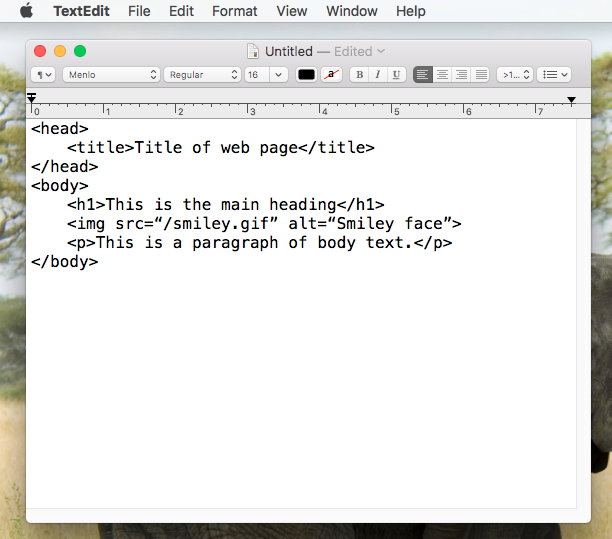 TextEdit File Edit Format View Window Help
Untitled — Edited
¶ Menlo Regular 16 a B I U >1...
0 1 2 3 4 5 6 7
<head>
    <title>Title of web page</title>
</head>
<body>
    <h1>This is the main heading</h1>
    <img src=“/smiley.gif” alt=“Smiley face”>
    <p>This is a paragraph of body text.</p>
</body>